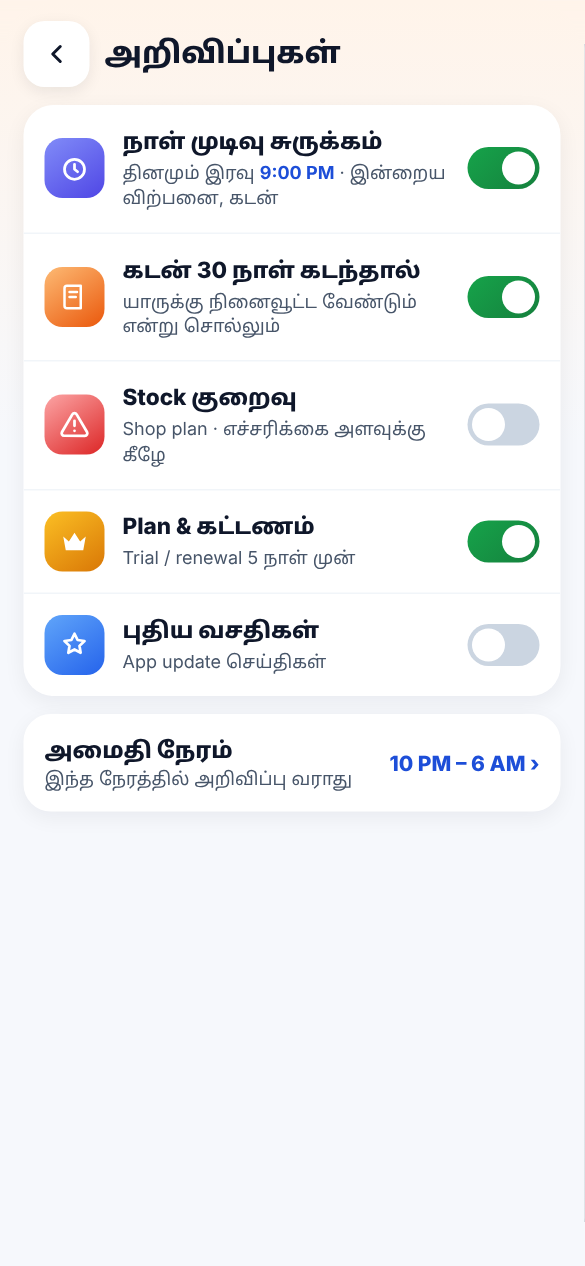 அறிவிப்புகள்
நாள் முடிவு சுருக்கம்
தினமும் இரவு 9:00 PM · இன்றைய
விற்பனை, கடன்
கடன் 30 நாள் கடந்தால்
யாருக்கு நினைவூட்ட வேண்டும்
என்று சொல்லும்
Stock குறைவு
Shop plan · எச்சரிக்கை அளவுக்கு
கீழே
Plan & கட்டணம்
Trial / renewal 5 நாள் முன்
புதிய வசதிகள்
App update செய்திகள்
அமைதி நேரம்
இந்த நேரத்தில் அறிவிப்பு வராது
10 PM – 6 AM ›